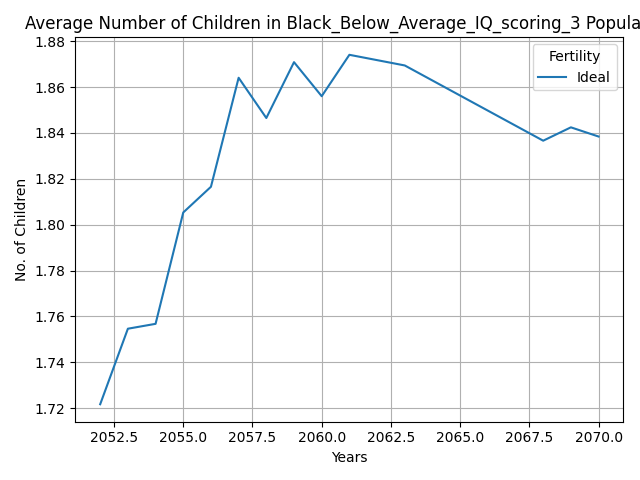 Average Number of Children in Black_Below_Average_IQ_scoring_3 Popula
1.88
1.86
1.84
1.82
1.80
1.78
1.76
1.74
1.72
No. of Children
Fertility
Ideal
2052.5 2055.0 2057.5 2060.0 2062.5 2065.0 2067.5 2070.0
Years